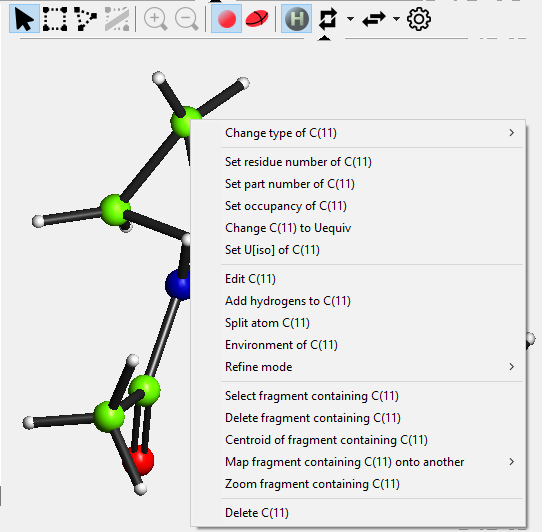 H
Change type of C(11)
Set residue number of C(11)
Set part number of C(11)
Set occupancy of C(11)
Change C(11) to Uequiv
Set U[iso] of C(11)
Edit C(11)
Add hydrogens to C(11)
Split atom C(11)
Environment of C(11)
Refine mode
Select fragment containing C(11)
Delete fragment containing C(11)
Centroid of fragment containing C(11)
Map fragment containing C(11) onto another
Zoom fragment containing C(11)
Delete C(11)